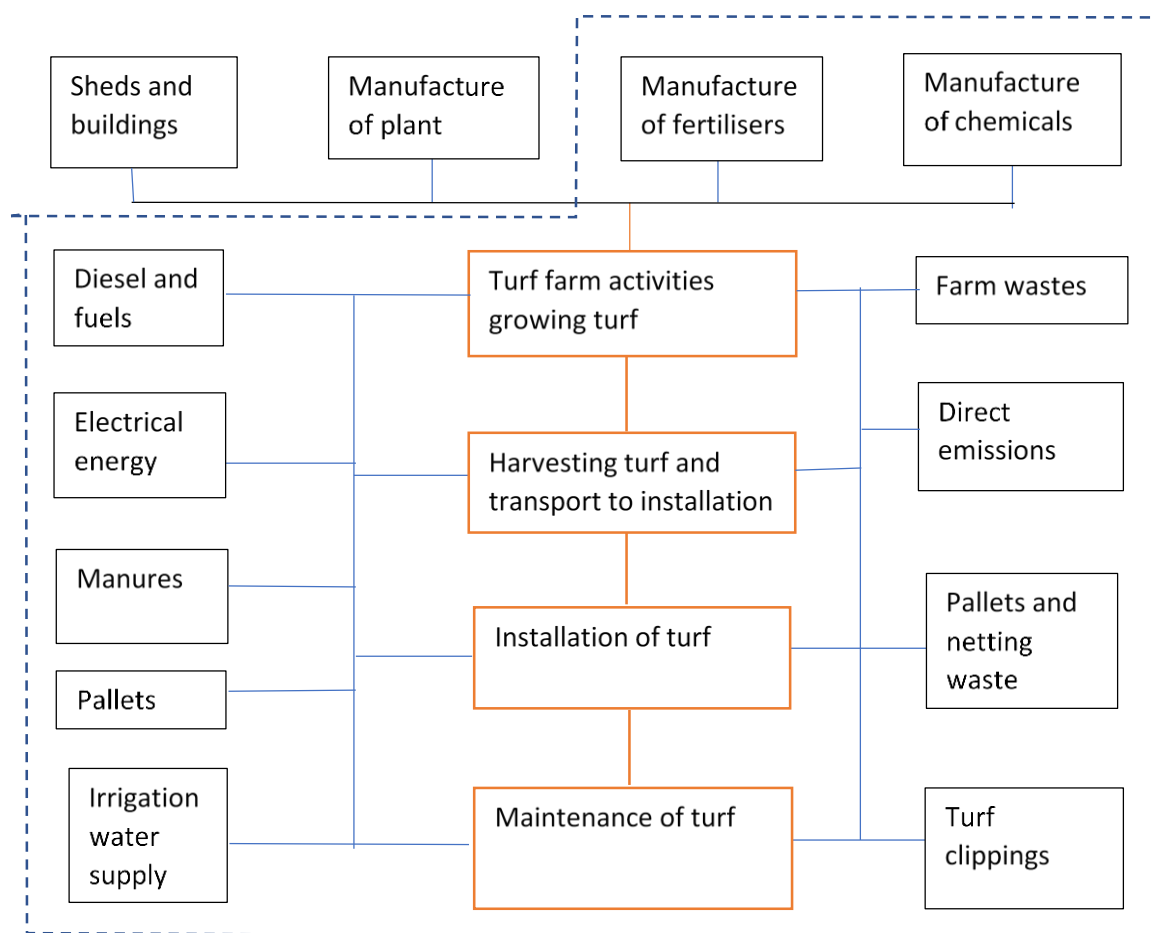 Sheds and
buildings
Manufacture
of plant
Manufacture
of fertilisers
Manufacture
of chemicals
Diesel and
fuels
Turf farm activities
growing turf
Farm wastes
Electrical
energy
Harvesting turf and
transport to installation
Direct
emissions
Manures
Installation of turf
Pallets and
netting
waste
Pallets
Irrigation
water
supply
Maintenance of turf
Turf
clippings